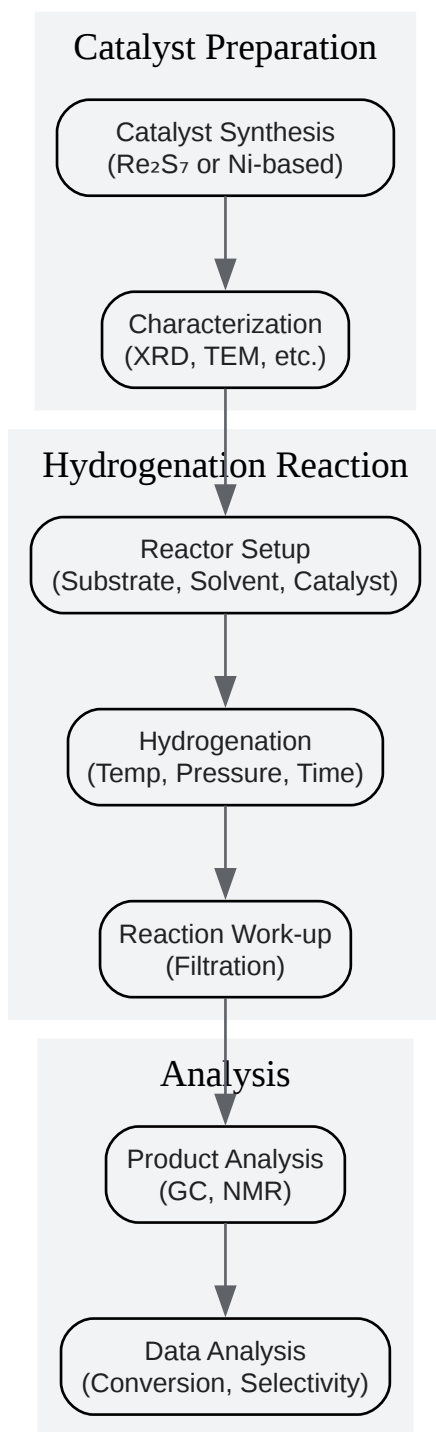 Catalyst Preparation
Catalyst Synthesis
(Re₂S₇ or Ni-based)
Characterization
(XRD, TEM, etc.)
Hydrogenation Reaction
Reactor Setup
(Substrate, Solvent, Catalyst)
Hydrogenation
(Temp, Pressure, Time)
Reaction Work-up
(Filtration)
Analysis
Product Analysis
(GC, NMR)
Data Analysis
(Conversion, Selectivity)